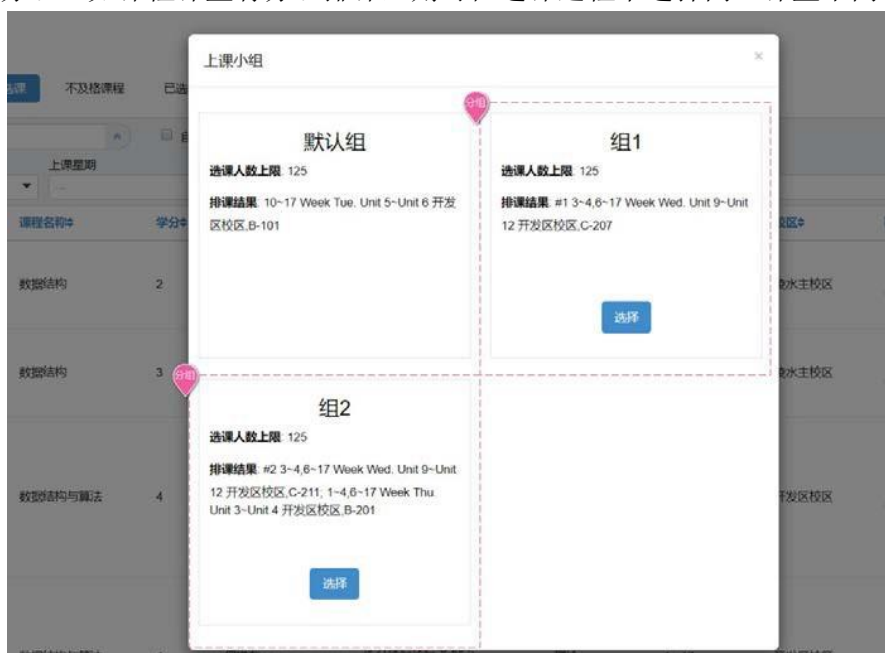 上课小组
×
不及格课程
上课星期
课程名称
学分
校区
数据结构
2
数据结构
3
数据结构与算法
4
分组
默认组
选课人数上限 125
排课结果 10~17 Week Tue. Unit 5~Unit 6 开发
区校区,B-101
组1
选课人数上限 125
排课结果 #1 3~4,6~17 Week Wed. Unit 9~Unit
12 开发区校区,C-207
选择
分组
组2
选课人数上限 125
排课结果 #2 3~4,6~17 Week Wed. Unit 9~Unit
12 开发区校区,C-211; 1~4,6~17 Week Thu.
Unit 3~Unit 4 开发区校区,B-201
选择
水主校区
水主校区
开发区校区